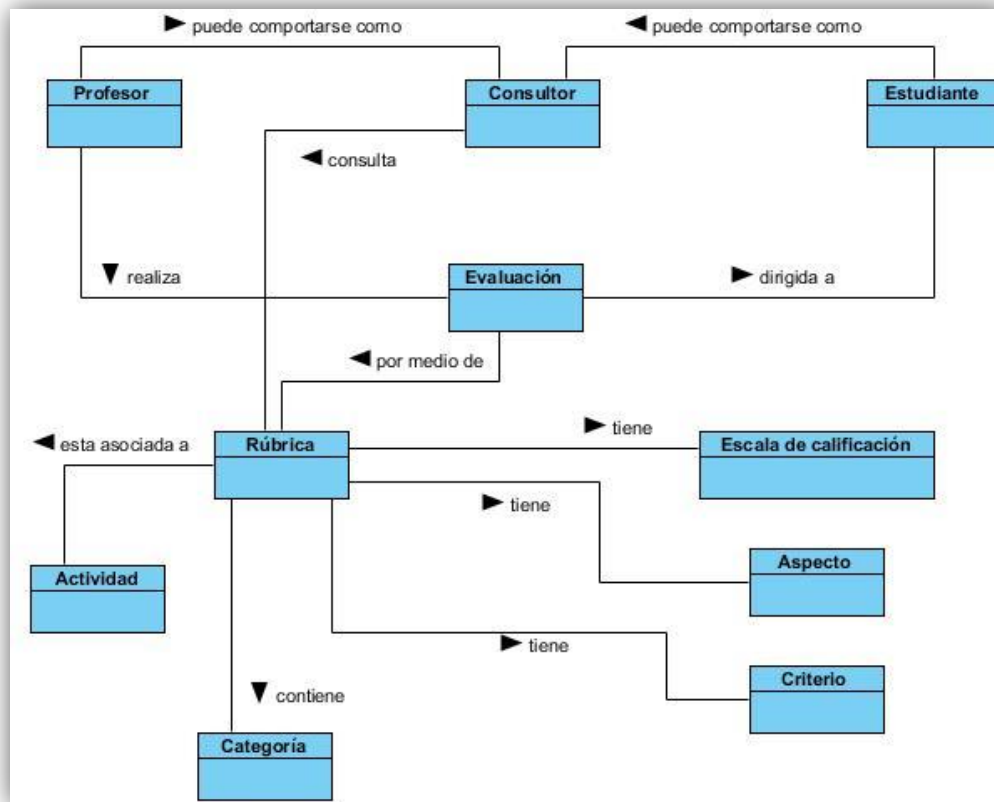 puede comportarse como
puede comportarse como
Profesor
Consultor
Estudiante
consulta
realiza
Evaluación
dirigida a
por medio de
esta asociada a
Rúbrica
tiene
Escala de calificación
tiene
Actividad
Aspecto
tiene
Criterio
contiene
Categoría